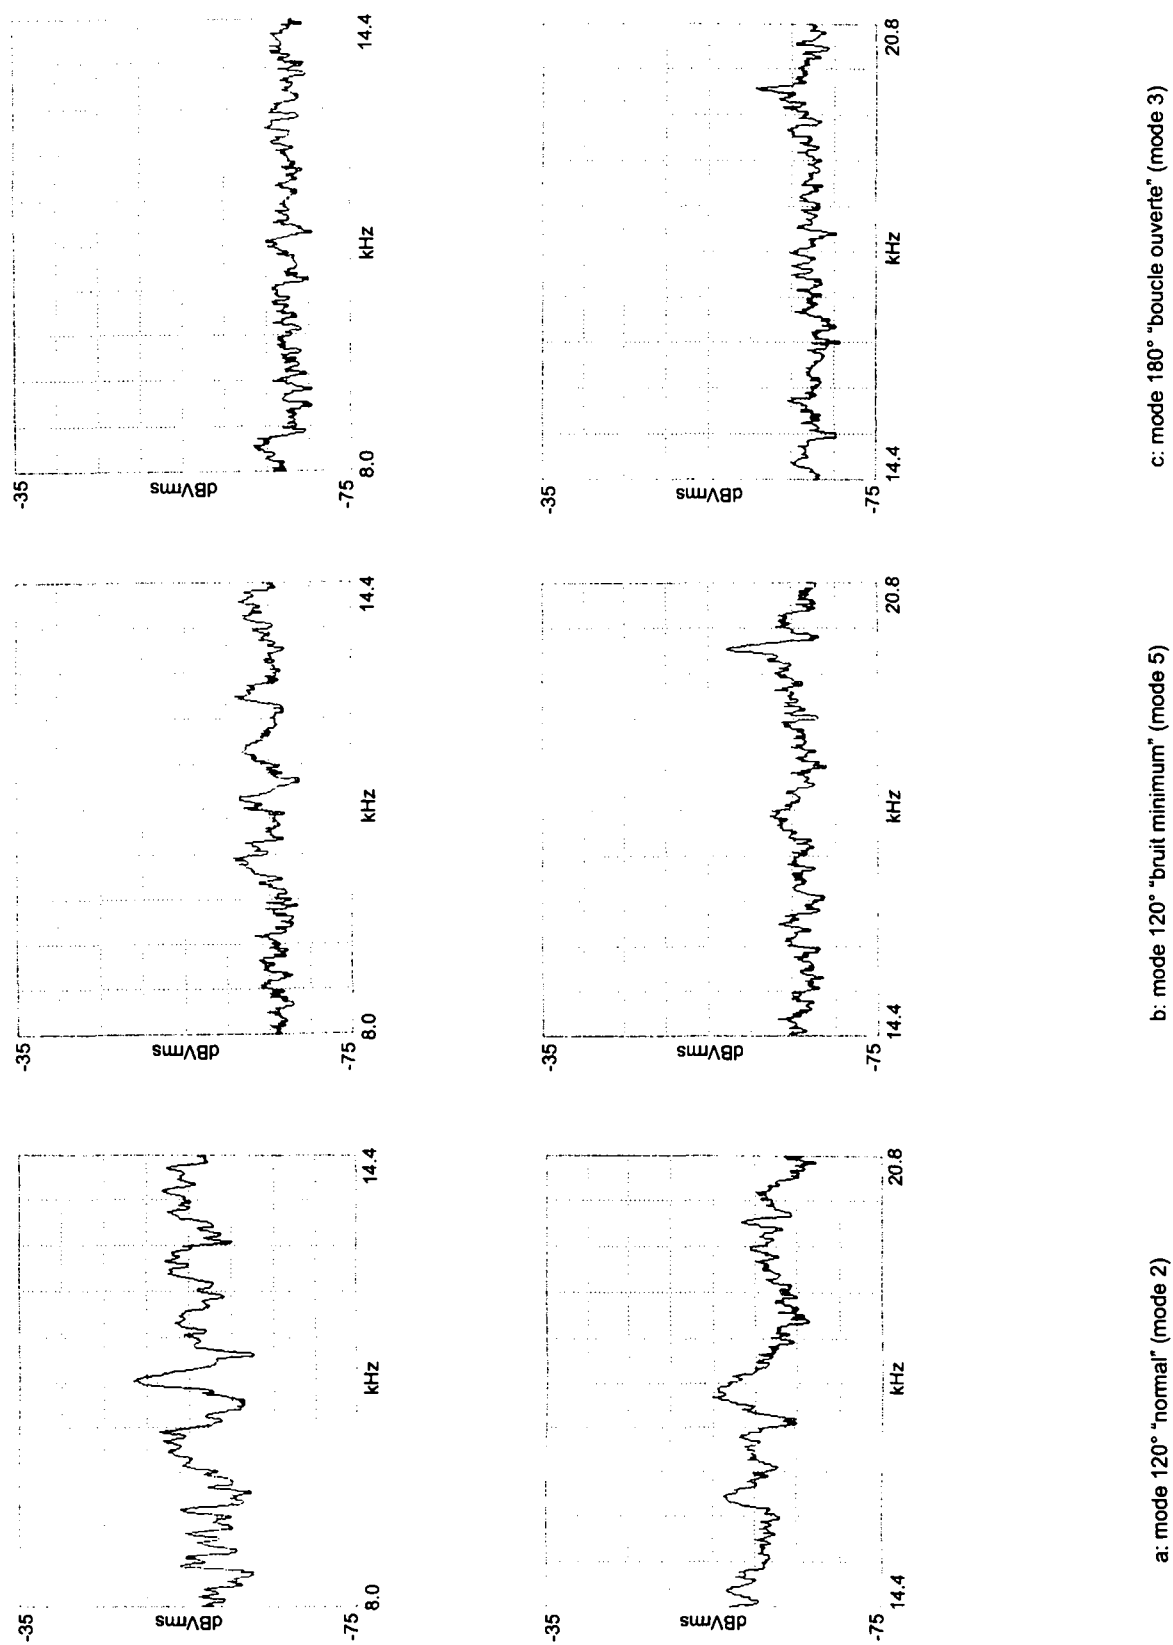 -35
dBVrms
-75
8.0
kHz
14.4
-35
dBVrms
-75
8.0
kHz
14.4
-35
dBVrms
-75
8.0
kHz
14.4
-35
dBVrms
-75
14.4
kHz
20.8
-35
dBVrms
-75
14.4
kHz
20.8
-35
dBVrms
-75
14.4
kHz
20.8
a: mode 120° "normal" (mode 2)
b: mode 120° "bruit minimum" (mode 5)
c: mode 180° "boucle ouverte" (mode 3)